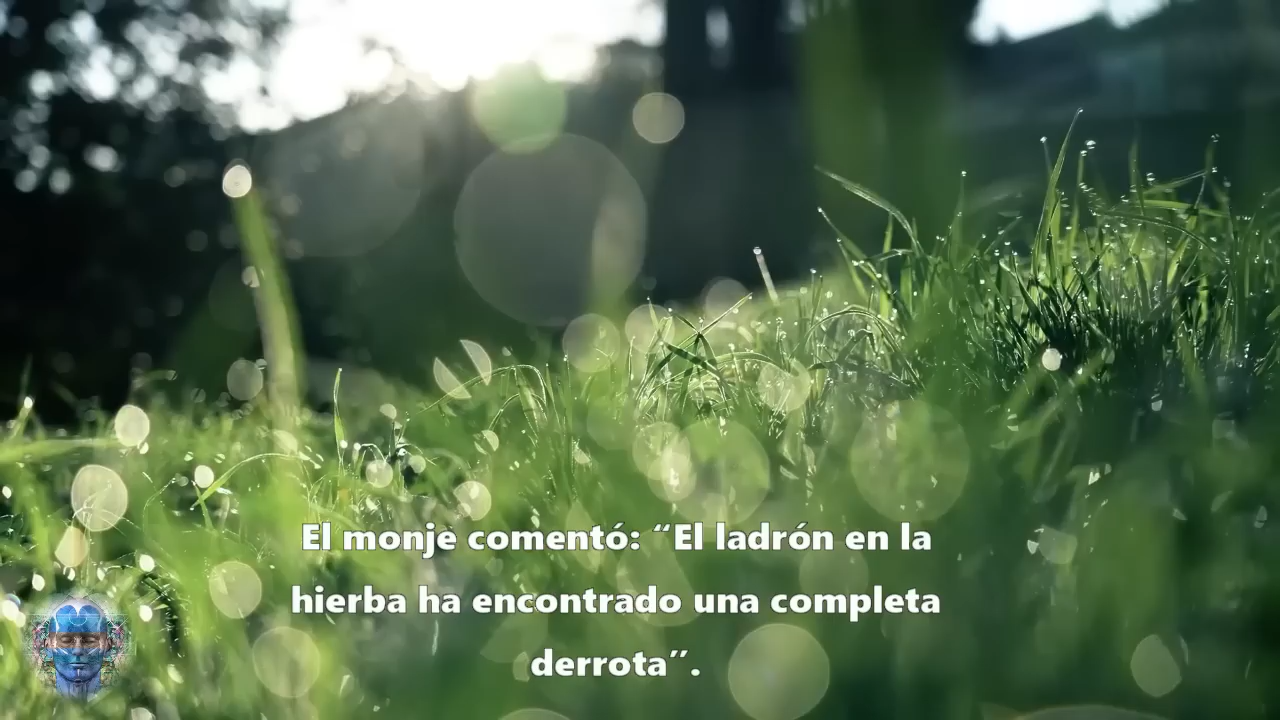 El monje comentó: “El ladrón en la
hierba ha encontrado una completa
derrota”.